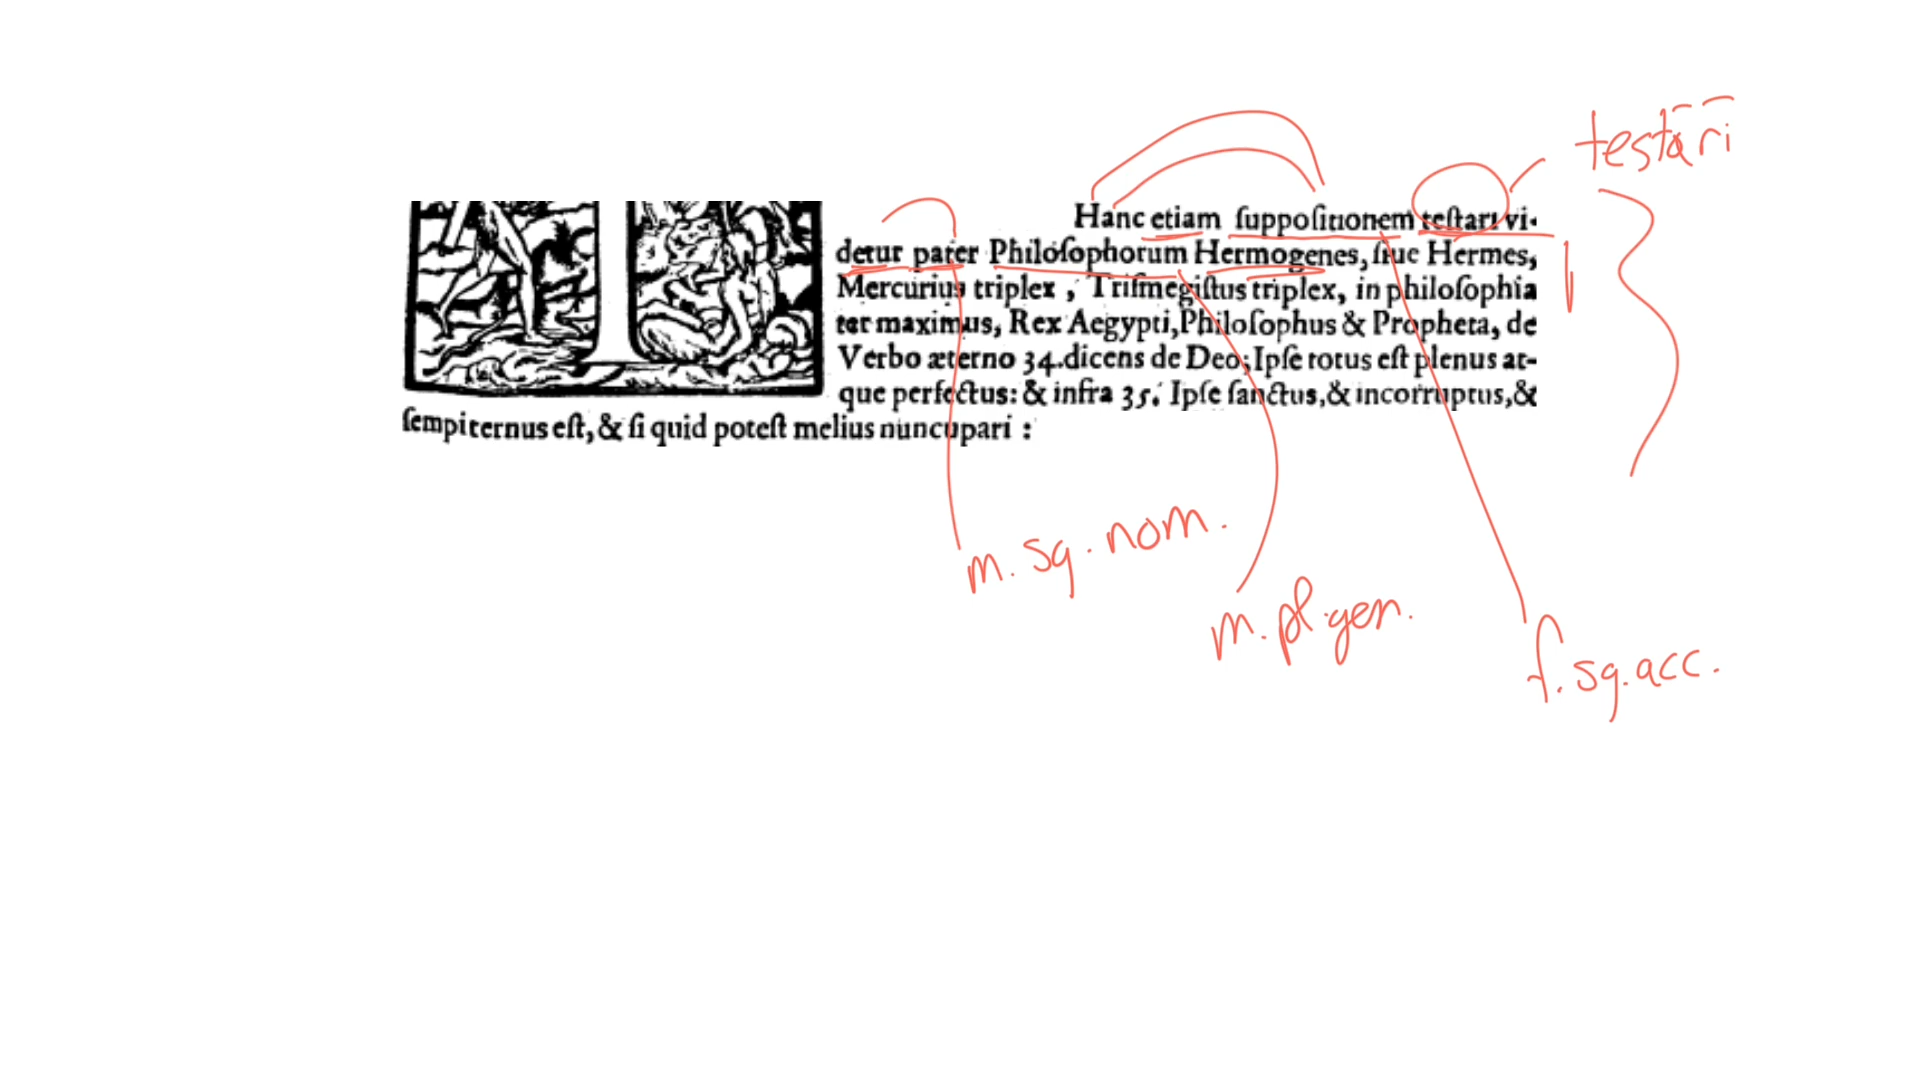 testārī
Hanc etiam ſuppoſitionem teſtari vi-
detur pater Philoſophorum Hermogenes, ſiue Hermes,
Mercurius triplex, Triſmegiſtus triplex, in philoſophia
ter maximus, Rex Aegypti, Philoſophus & Propheta, de
Verbo æterno 34. dicens de Deo; Ipſe totus eſt plenus at-
que perfectus: & infra 35. Ipſe ſanctus, & incorruptus, &
ſempiternus eſt, & ſi quid poteſt melius nuncupari :
m. sg. nom.
m. pl. gen.
f. sg. acc.